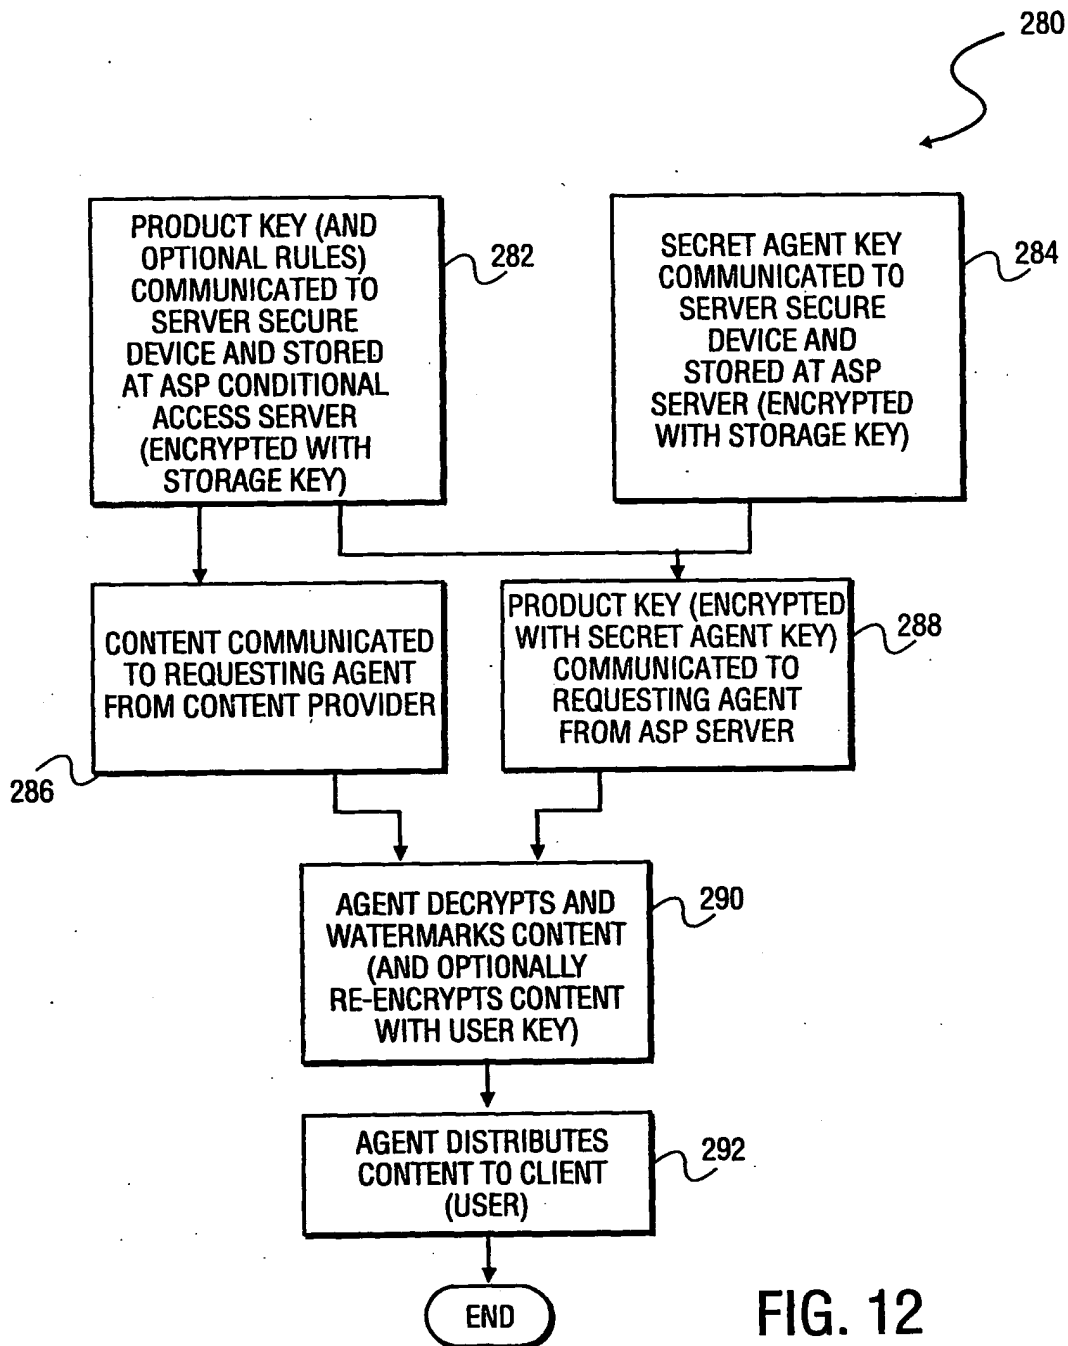 280
PRODUCT KEY (AND
OPTIONAL RULES)
COMMUNICATED TO
SERVER SECURE
DEVICE AND STORED
AT ASP CONDITIONAL
ACCESS SERVER
(ENCRYPTED WITH
STORAGE KEY)
282
SECRET AGENT KEY
COMMUNICATED TO
SERVER SECURE
DEVICE AND
STORED AT ASP
SERVER (ENCRYPTED
WITH STORAGE KEY)
284
CONTENT COMMUNICATED
TO REQUESTING AGENT
FROM CONTENT PROVIDER
286
PRODUCT KEY (ENCRYPTED
WITH SECRET AGENT KEY)
COMMUNICATED TO
REQUESTING AGENT
FROM ASP SERVER
288
AGENT DECRYPTS AND
WATERMARKS CONTENT
(AND OPTIONALLY
RE-ENCRYPTS CONTENT
WITH USER KEY)
290
AGENT DISTRIBUTES
CONTENT TO CLIENT
(USER)
292
END
FIG. 12